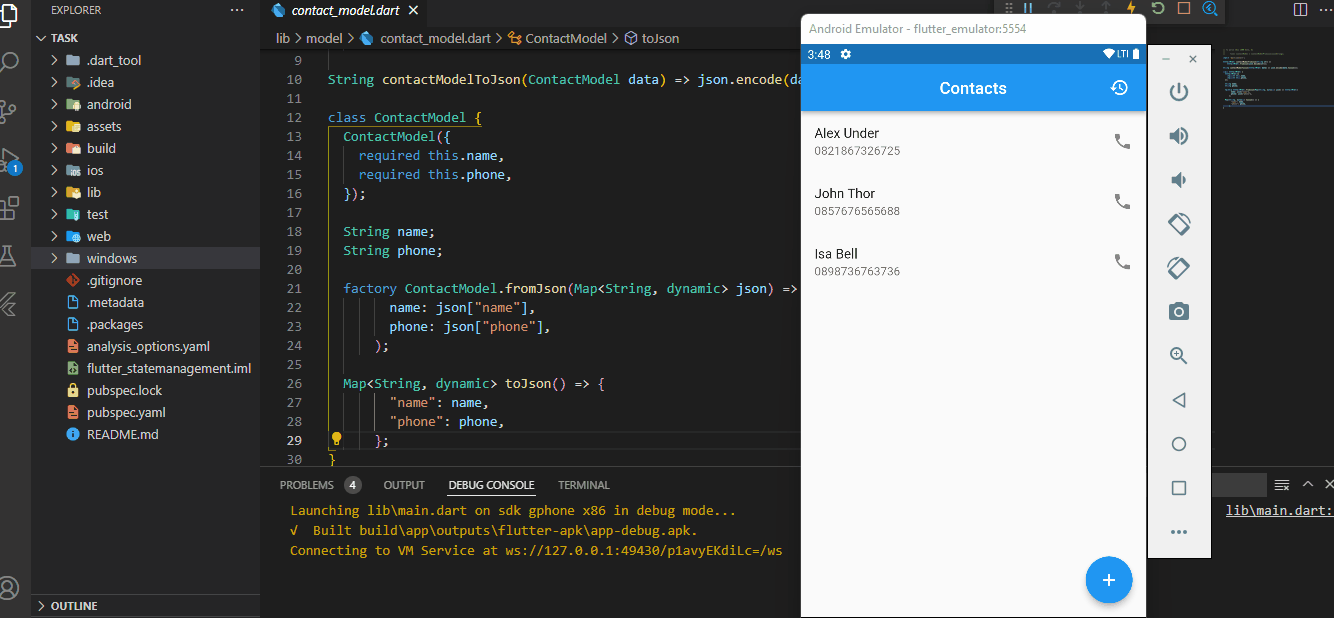 EXPLORER
TASK
.dart_tool
.idea
android
assets
build
ios
lib
test
web
windows
.gitignore
.metadata
.packages
analysis_options.yaml
flutter_statemanagement.iml
pubspec.lock
pubspec.yaml
README.md
OUTLINE
1
contact_model.dart
lib > model > contact_model.dart > ContactModel > toJson
9
10 String contactModelToJson(ContactModel data) => json.encode(da
11
12 class ContactModel {
13 ContactModel({
14 required this.name,
15 required this.phone,
16 });
17
18 String name;
19 String phone;
20
21 factory ContactModel.fromJson(Map<String, dynamic> json) =>
22 name: json["name"],
23 phone: json["phone"],
24 );
25
26 Map<String, dynamic> toJson() => {
27 "name": name,
28 "phone": phone,
29 };
30 }
PROBLEMS 4 OUTPUT DEBUG CONSOLE TERMINAL
Launching lib\main.dart on sdk gphone x86 in debug mode...
√ Built build\app\outputs\flutter-apk\app-debug.apk.
Connecting to VM Service at ws://127.0.0.1:49430/p1avyEKdiLc=/ws
lib\main.dart:
Android Emulator - flutter_emulator:5554
3:48 LTE
Contacts
Alex Under
0821867326725
John Thor
0857676565688
Isa Bell
0898736763736